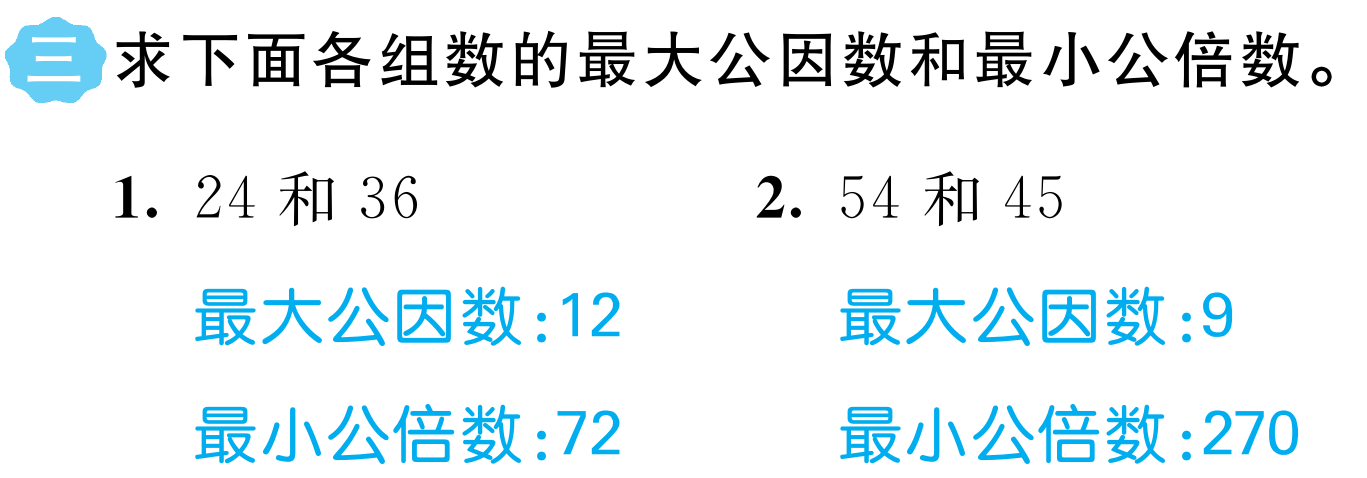 三 求下面各组数的最大公因数和最小公倍数。
1. 24 和 36
最大公因数:12
最小公倍数:72
2. 54 和 45
最大公因数:9
最小公倍数:270